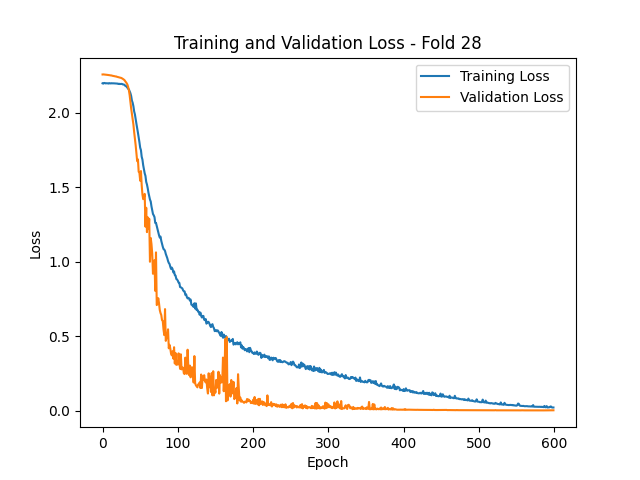 Training and Validation Loss - Fold 28
Training Loss
Validation Loss
Loss
2.0
1.5
1.0
0.5
0.0
0 100 200 300 400 500 600
Epoch